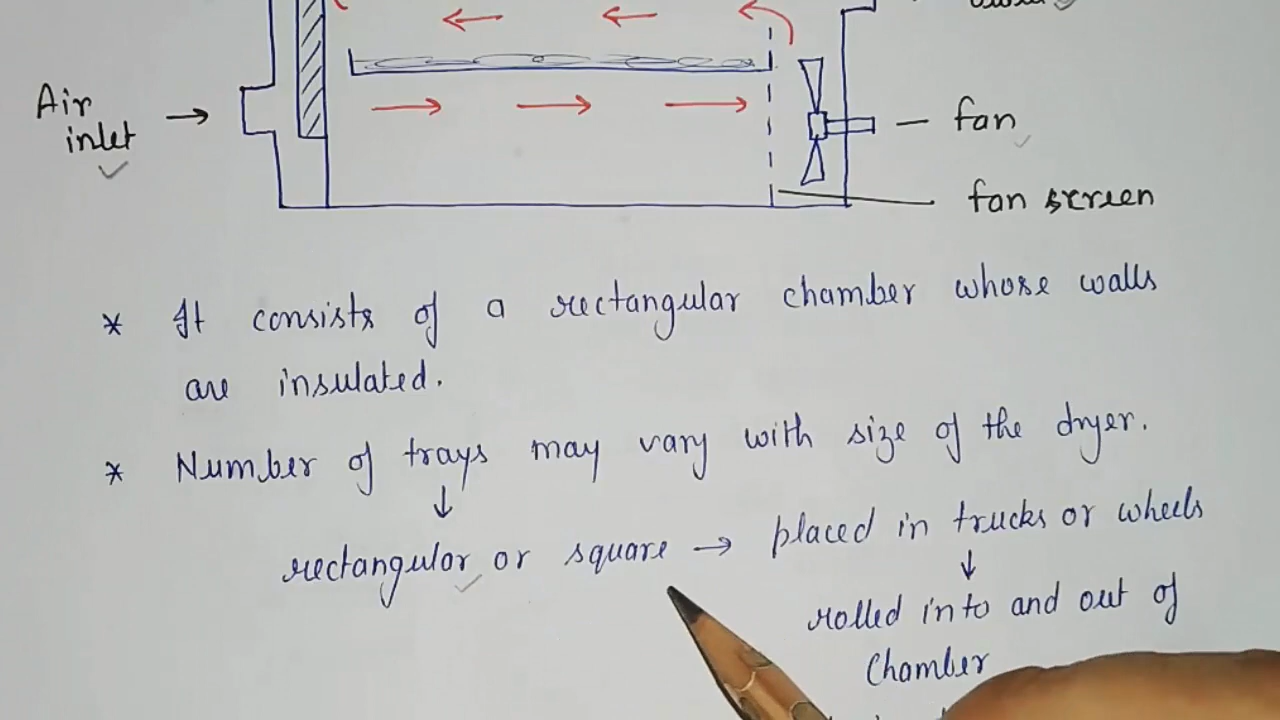 Air
inlet
fan
fan screen
* It consists of a rectangular chamber whose walls
are insulated.
* Number of trays may vary with size of the dryer.
↓
rectangular or square → placed in trucks or wheels
↓
rolled into and out of
Chamber